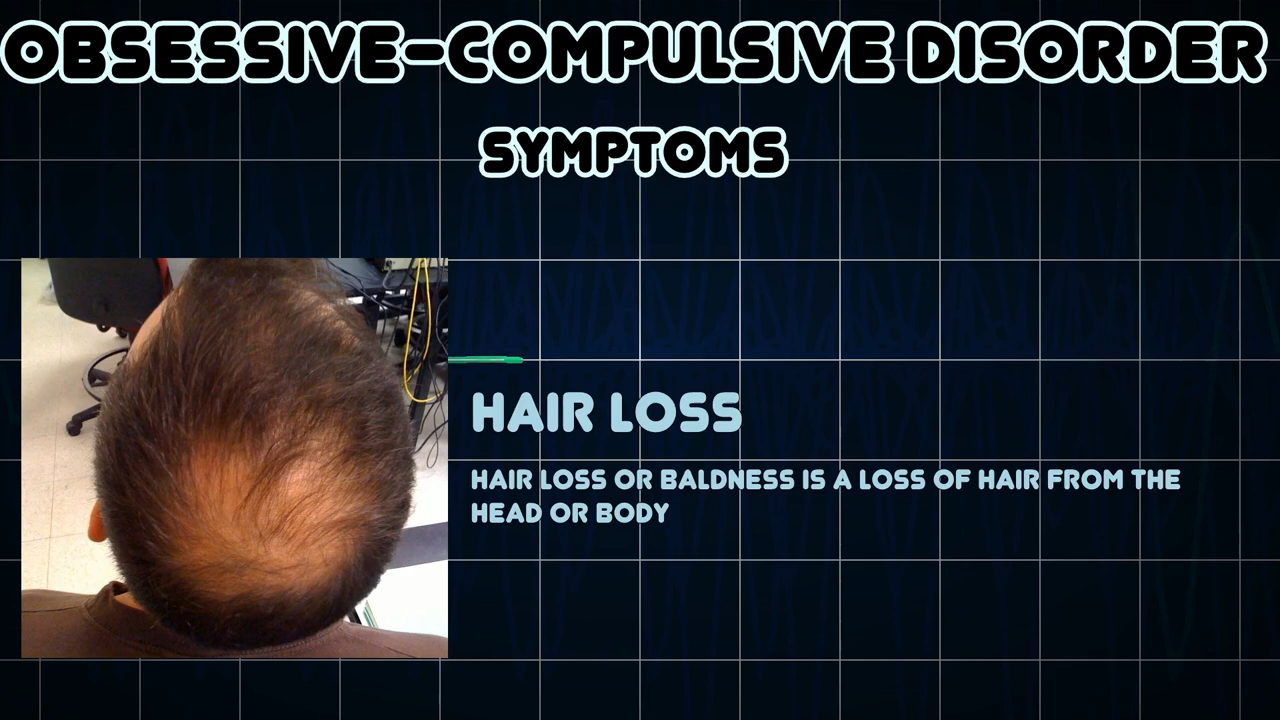 OBSESSIVE-COMPULSIVE DISORDER
SYMPTOMS
HAIR LOSS
HAIR LOSS OR BALDNESS IS A LOSS OF HAIR FROM THE
HEAD OR BODY